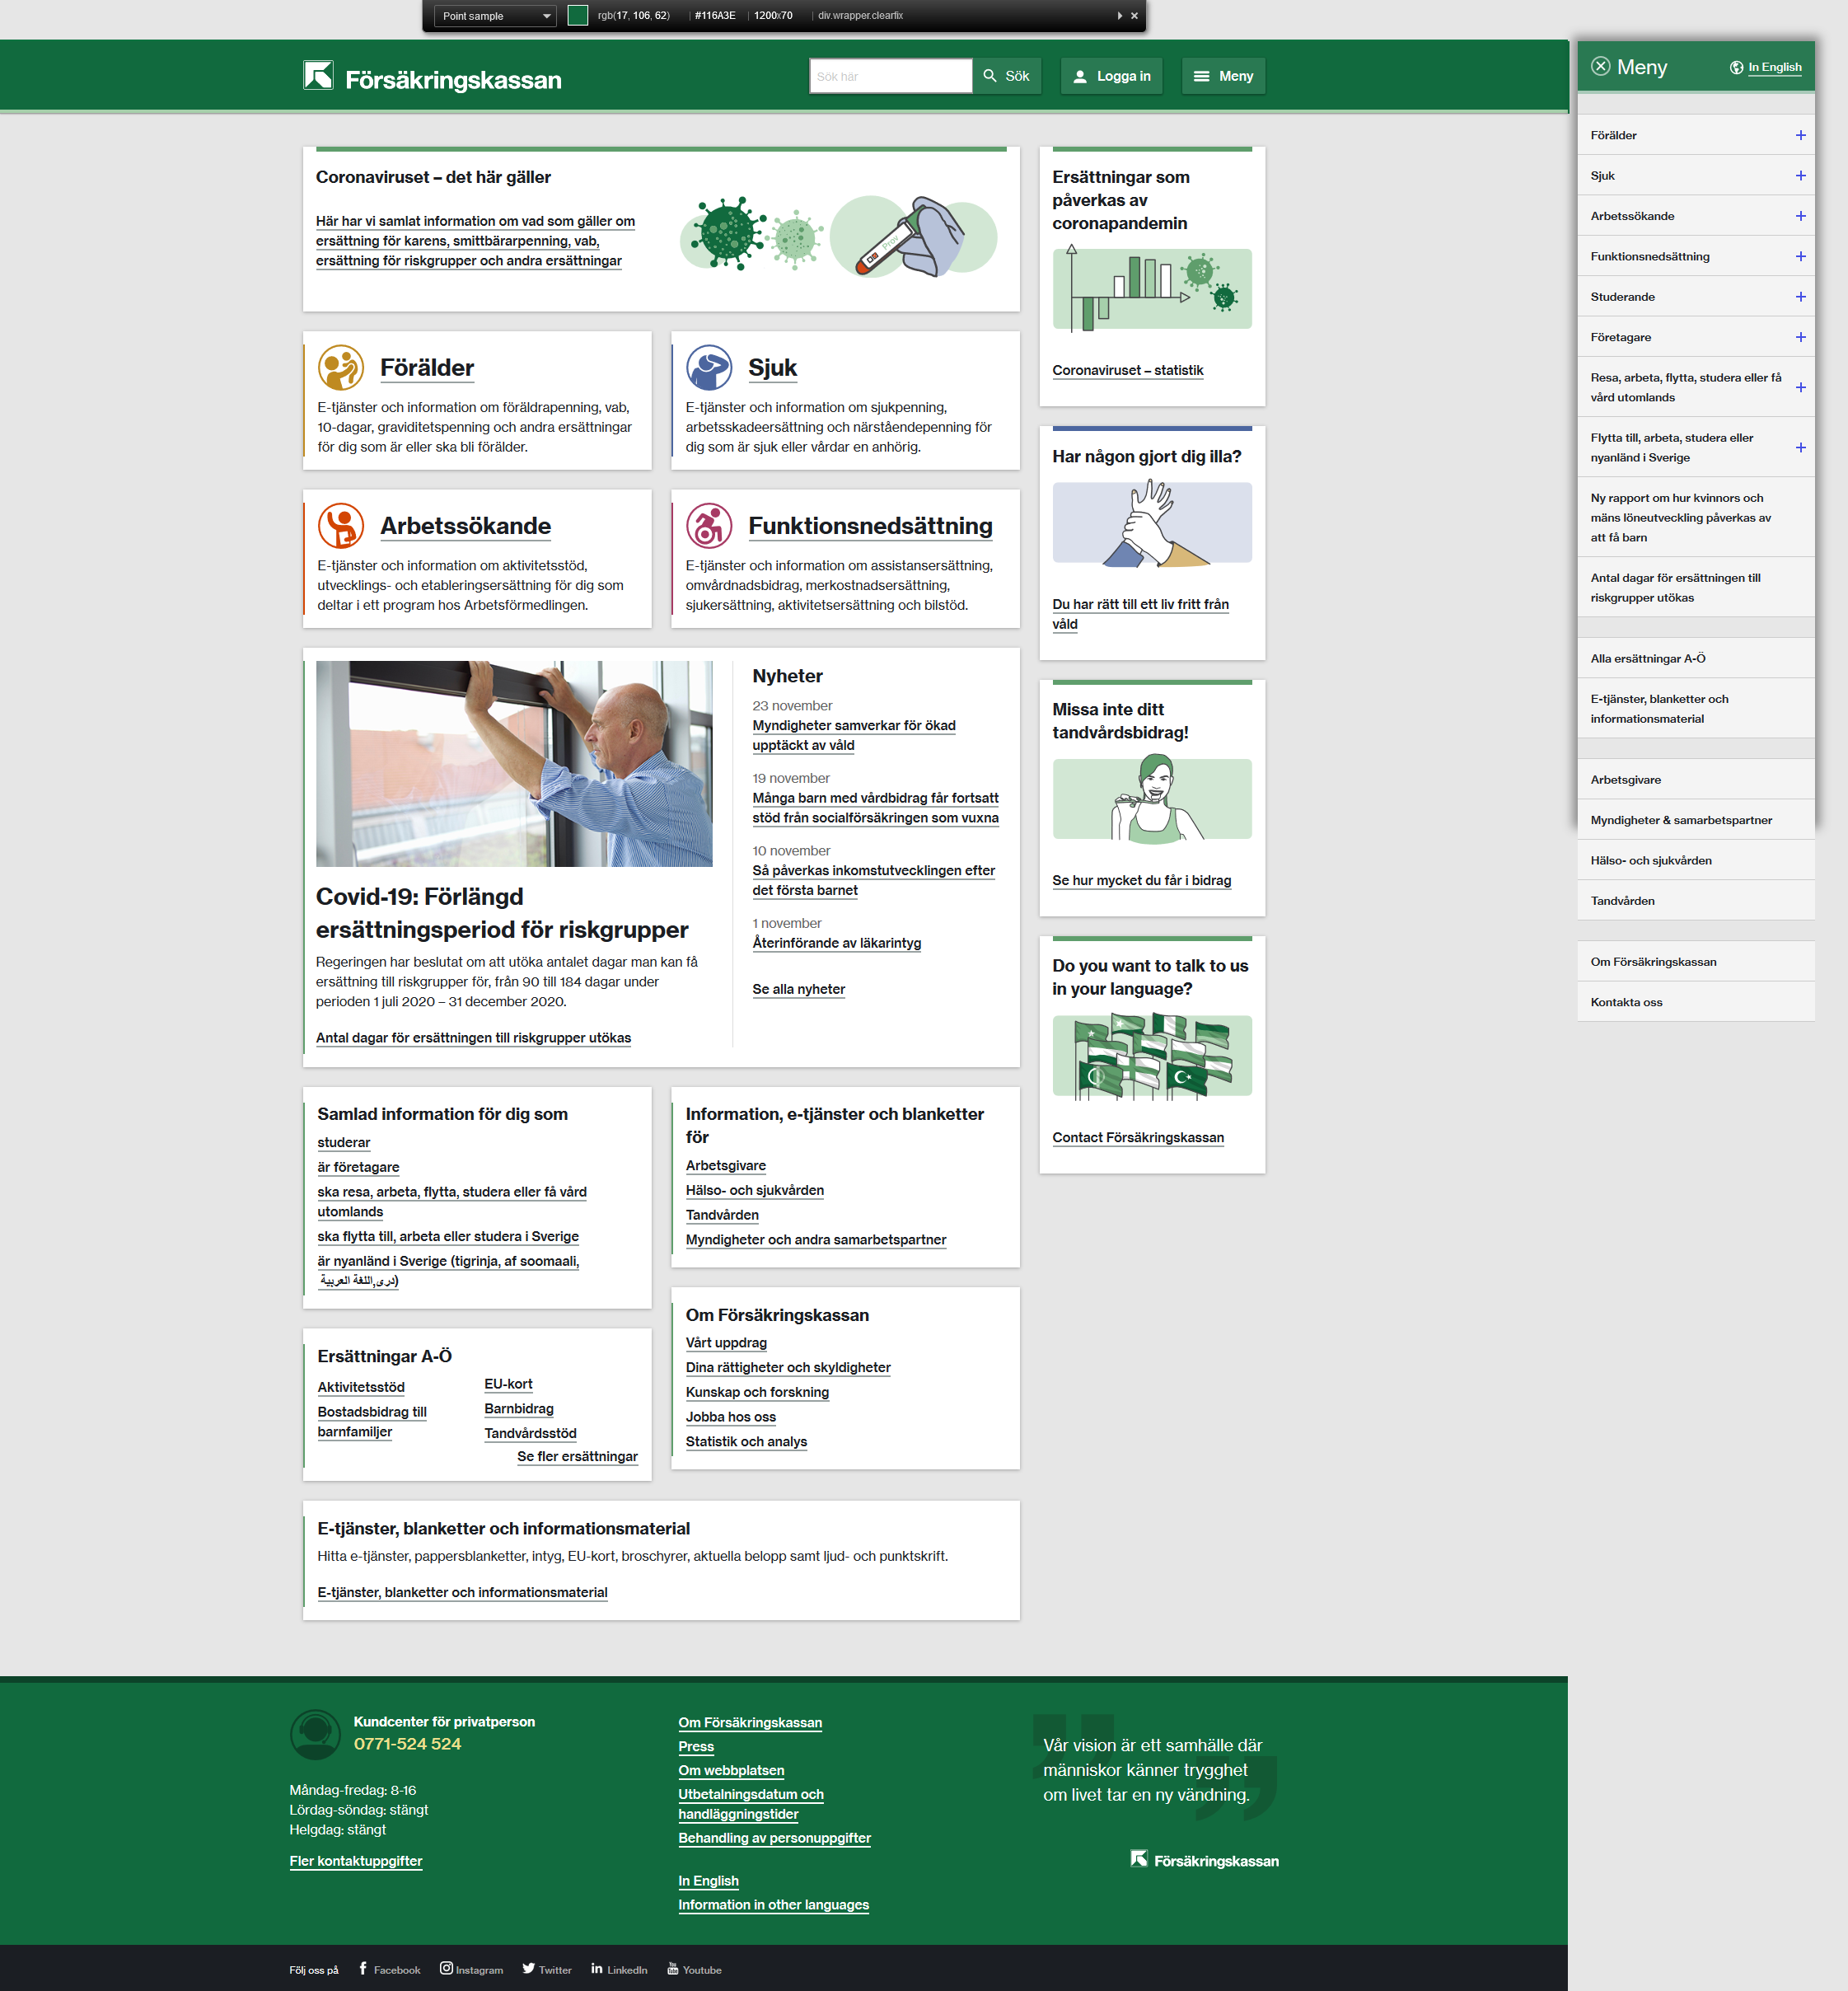 Point sample
rgb(17, 106, 62)
#116A3E
1200x70
div.wrapper.clearfix
Försäkringskassan
Sök här
Sök
Logga in
Meny
Coronaviruset – det här gäller
Här har vi samlat information om vad som gäller om
ersättning för karens, smittbärarpenning, vab,
ersättning för riskgrupper och andra ersättningar
Prov
Förälder
E-tjänster och information om föräldrapenning, vab,
10-dagar, graviditetspenning och andra ersättningar
för dig som är eller ska bli förälder.
Sjuk
E-tjänster och information om sjukpenning,
arbetsskadeersättning och närståendepenning för
dig som är sjuk eller vårdar en anhörig.
Arbetssökande
E-tjänster och information om aktivitetsstöd,
utvecklings- och etableringsersättning för dig som
deltar i ett program hos Arbetsförmedlingen.
Funktionsnedsättning
E-tjänster och information om assistansersättning,
omvårdnadsbidrag, merkostnadsersättning,
sjukersättning, aktivitetsersättning och bilstöd.
Covid-19: Förlängd
ersättningsperiod för riskgrupper
Regeringen har beslutat om att utöka antalet dagar man kan få
ersättning till riskgrupper för, från 90 till 184 dagar under
perioden 1 juli 2020 – 31 december 2020.
Antal dagar för ersättningen till riskgrupper utökas
Nyheter
23 november
Myndigheter samverkar för ökad
upptäckt av våld
19 november
Många barn med vårdbidrag får fortsatt
stöd från socialförsäkringen som vuxna
10 november
Så påverkas inkomstutvecklingen efter
det första barnet
1 november
Återinförande av läkarintyg
Se alla nyheter
Samlad information för dig som
studerar
är företagare
ska resa, arbeta, flytta, studera eller få vård
utomlands
ska flytta till, arbeta eller studera i Sverige
är nyanländ i Sverige (tigrinja, af soomaali,
دری,اللغة العربية)
Information, e-tjänster och blanketter
för
Arbetsgivare
Hälso- och sjukvården
Tandvården
Myndigheter och andra samarbetspartner
Ersättningar A-Ö
Aktivitetsstöd
Bostadsbidrag till
barnfamiljer
EU-kort
Barnbidrag
Tandvårdsstöd
Se fler ersättningar
Om Försäkringskassan
Vårt uppdrag
Dina rättigheter och skyldigheter
Kunskap och forskning
Jobba hos oss
Statistik och analys
E-tjänster, blanketter och informationsmaterial
Hitta e-tjänster, pappersblanketter, intyg, EU-kort, broschyrer, aktuella belopp samt ljud- och punktskrift.
E-tjänster, blanketter och informationsmaterial
Ersättningar som
påverkas av
coronapandemin
Coronaviruset – statistik
Har någon gjort dig illa?
Du har rätt till ett liv fritt från
våld
Missa inte ditt
tandvårdsbidrag!
Se hur mycket du får i bidrag
Do you want to talk to us
in your language?
Contact Försäkringskassan
Meny
In English
Förälder
Sjuk
Arbetssökande
Funktionsnedsättning
Studerande
Företagare
Resa, arbeta, flytta, studera eller få
vård utomlands
Flytta till, arbeta, studera eller
nyanländ i Sverige
Ny rapport om hur kvinnors och
mäns löneutveckling påverkas av
att få barn
Antal dagar för ersättningen till
riskgrupper utökas
Alla ersättningar A-Ö
E-tjänster, blanketter och
informationsmaterial
Arbetsgivare
Myndigheter & samarbetspartner
Hälso- och sjukvården
Tandvården
Om Försäkringskassan
Kontakta oss
Kundcenter för privatperson
0771-524 524
Måndag-fredag: 8-16
Lördag-söndag: stängt
Helgdag: stängt
Fler kontaktuppgifter
Om Försäkringskassan
Press
Om webbplatsen
Utbetalningsdatum och
handläggningstider
Behandling av personuppgifter
In English
Information in other languages
Vår vision är ett samhälle där
människor känner trygghet
om livet tar en ny vändning.
Försäkringskassan
Följ oss på
Facebook
Instagram
Twitter
LinkedIn
Youtube